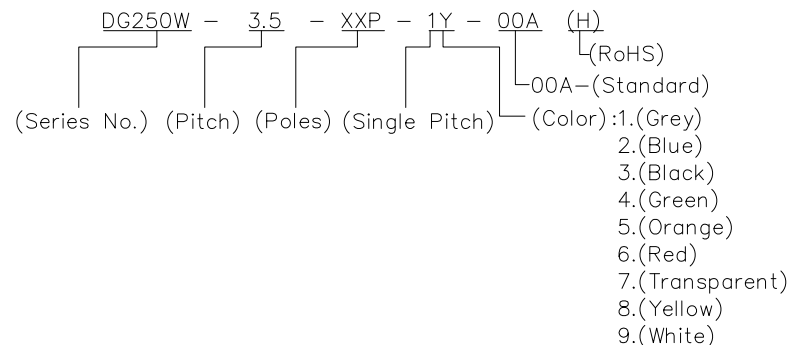 DG250W - 3.5 - XXP - 1Y - 00A (H)
(RoHS)
00A-(Standard)
(Series No.) (Pitch) (Poles) (Single Pitch) (Color):1.(Grey)
2.(Blue)
3.(Black)
4.(Green)
5.(Orange)
6.(Red)
7.(Transparent)
8.(Yellow)
9.(White)